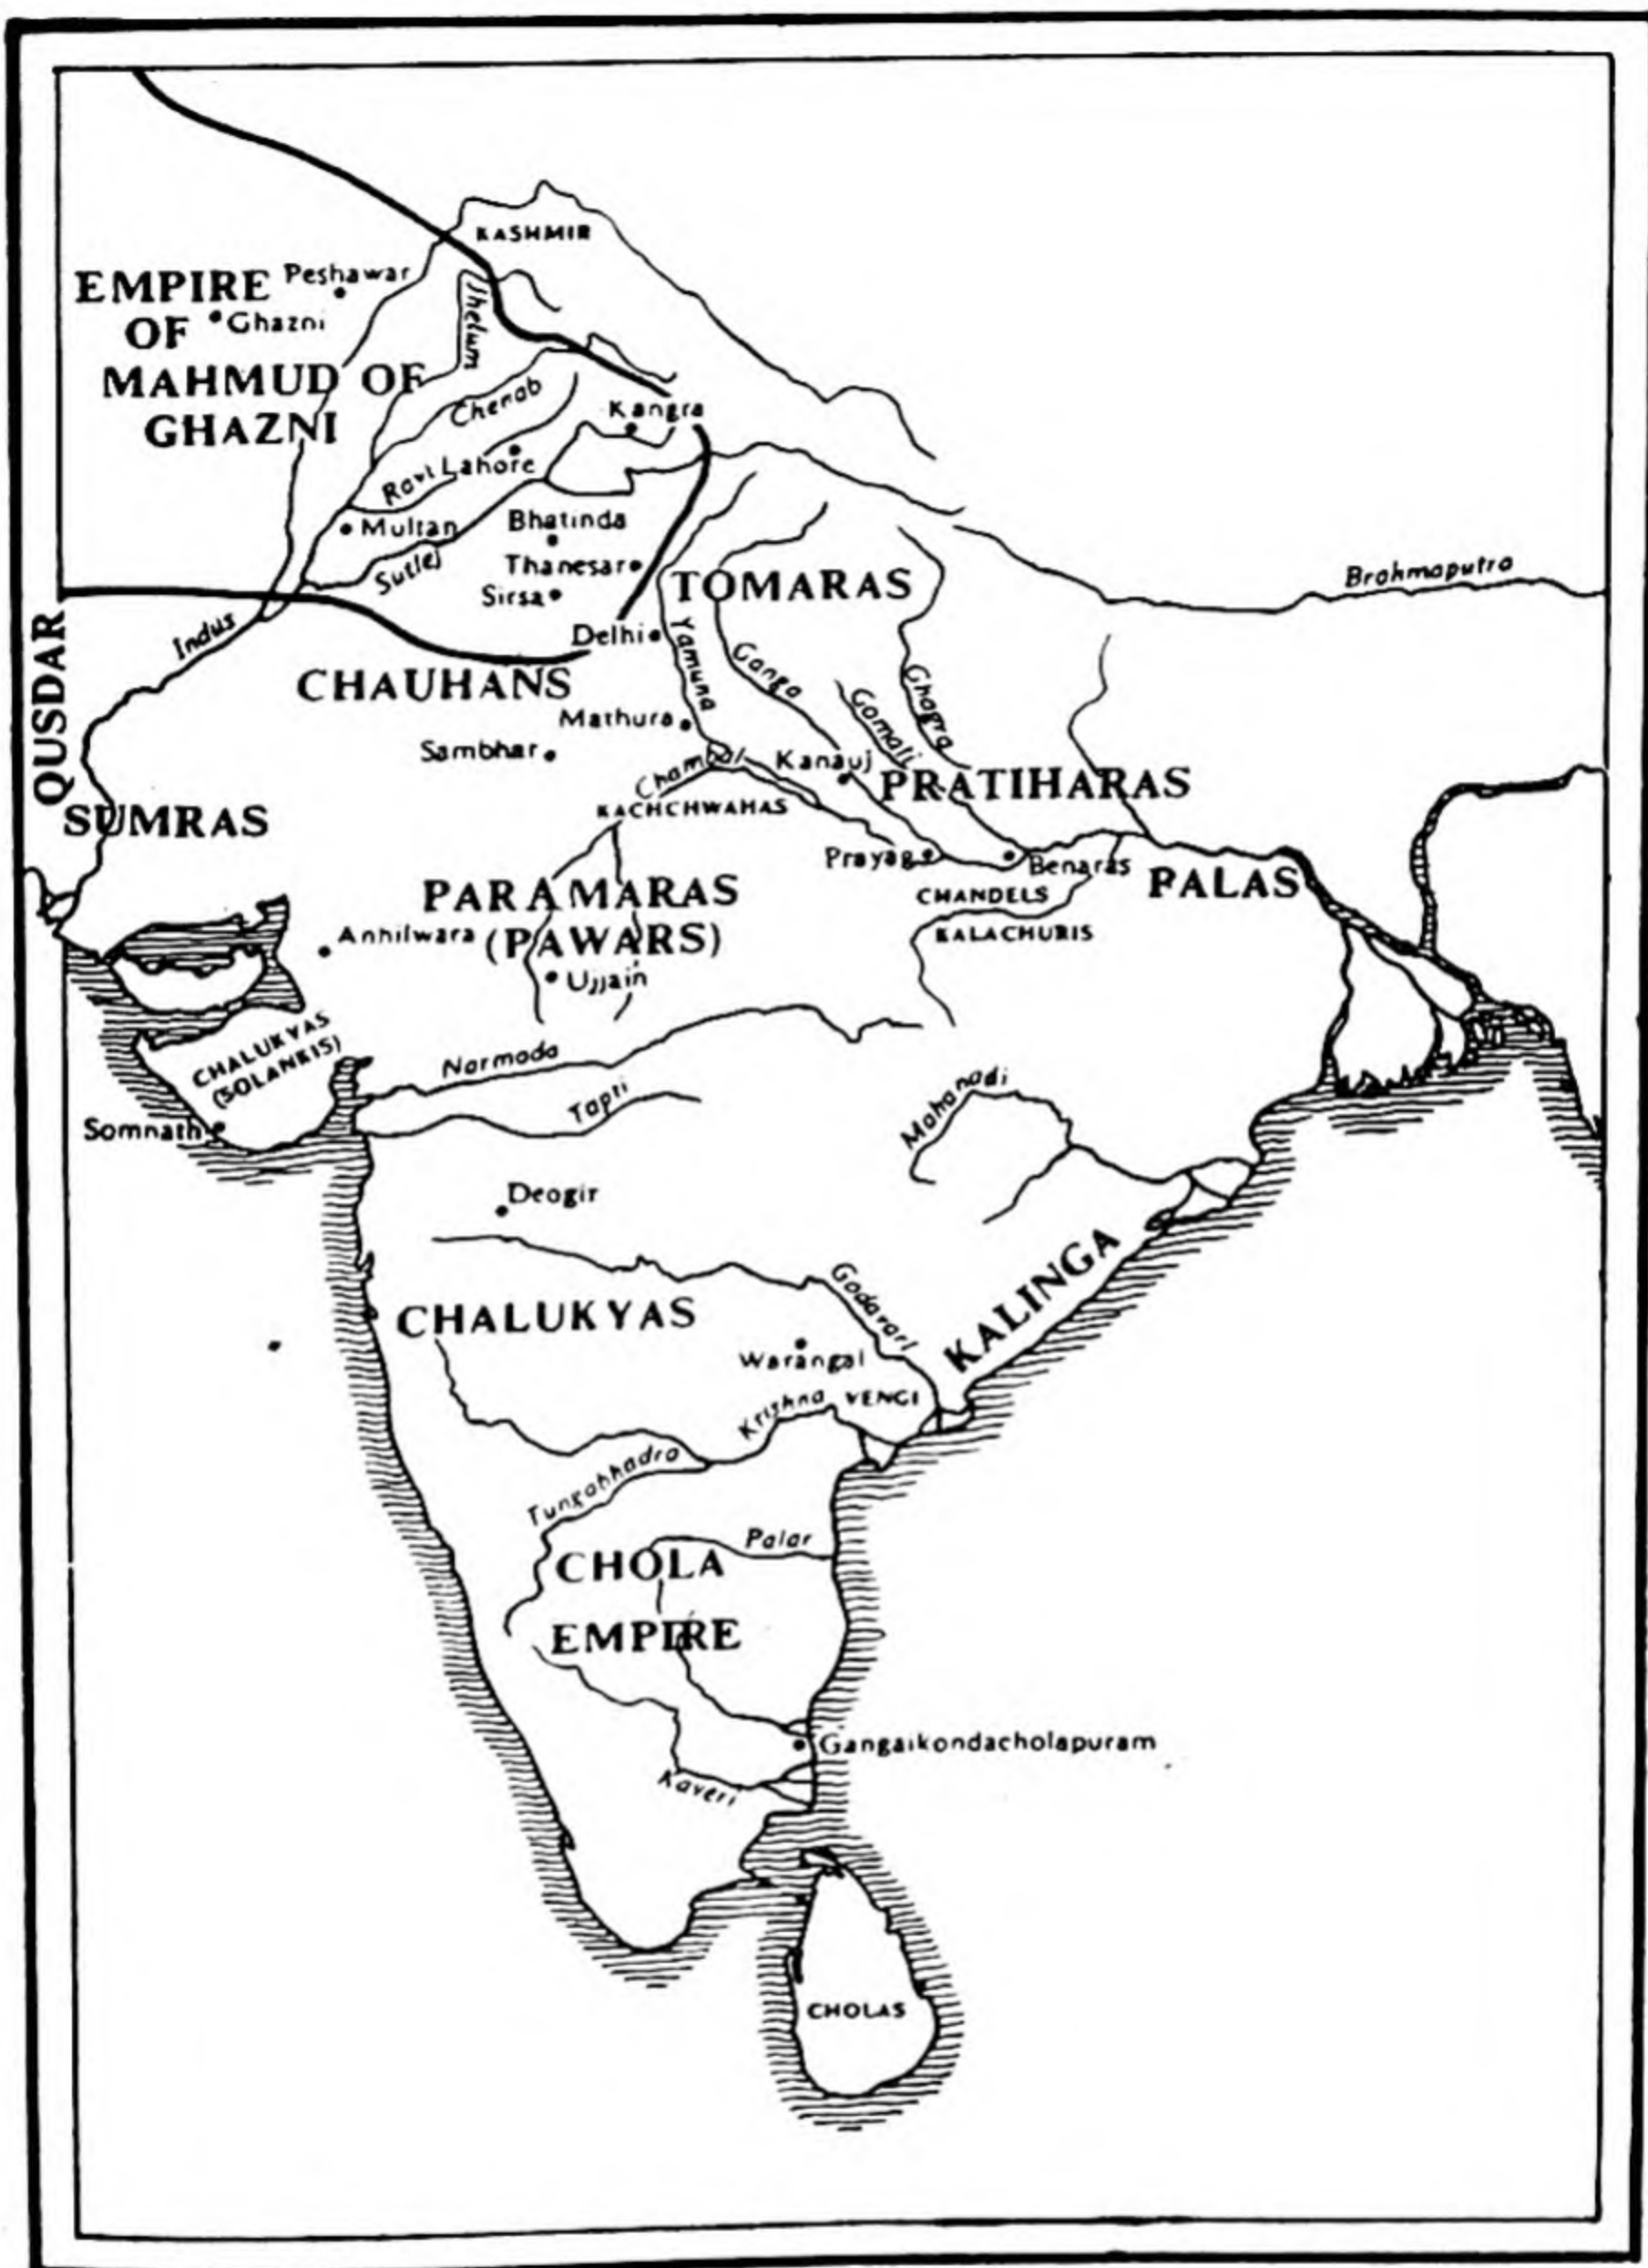 KASHMIR
EMPIRE
OF
MAHMUD OF
GHAZNI
Peshawar
Ghazni
Jhelum
Chenab
Kangra
Ravi
Lahore
Multan
Bhatinda
Sutlej
Thanesar
Sirsa
TOMARAS
Brahmaputra
Indus
Delhi
QUSDAR
CHAUHANS
Yamuna
Ganga
Gomati
Ghagra
Mathura
Sambhar
Chambal
Kanauj
PRATIHARAS
KACHCHWAHAS
SUMRAS
Prayag
Benaras
PARAMARAS
(PAWARS)
CHANDELS
PALAS
Anhilwara
KALACHURIS
Ujjain
CHALUKYAS
(SOLANKIS)
Narmada
Tapti
Mahanadi
Somnath
Deogir
Godavari
KALINGA
CHALUKYAS
Warangal
Krishna
VENGI
Tungabhadra
Palar
CHOLA
EMPIRE
Gangaikondacholapuram
Kaveri
CHOLAS